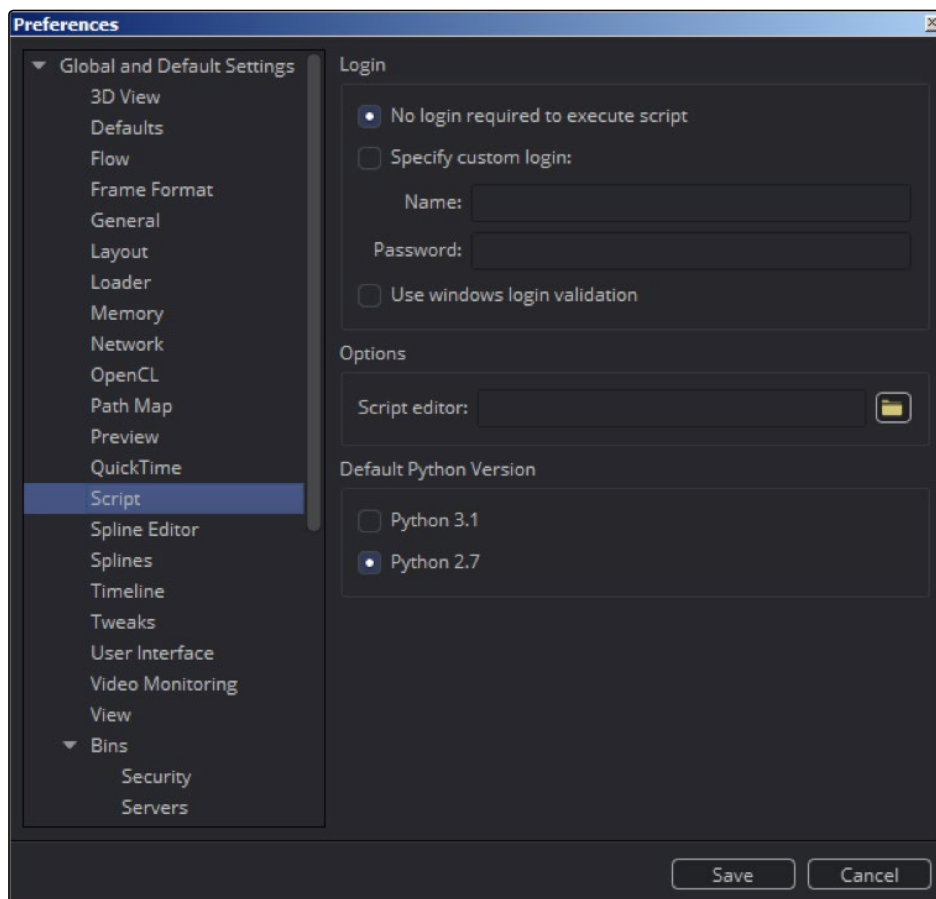 Preferences
Global and Default Settings
3D View
Defaults
Flow
Frame Format
General
Layout
Loader
Memory
Network
OpenCL
Path Map
Preview
QuickTime
Script
Spline Editor
Splines
Timeline
Tweaks
User Interface
Video Monitoring
View
Bins
Security
Servers
Login
No login required to execute script
Specify custom login:
Name:
Password:
Use windows login validation
Options
Script editor:
Default Python Version
Python 3.1
Python 2.7
Save
Cancel